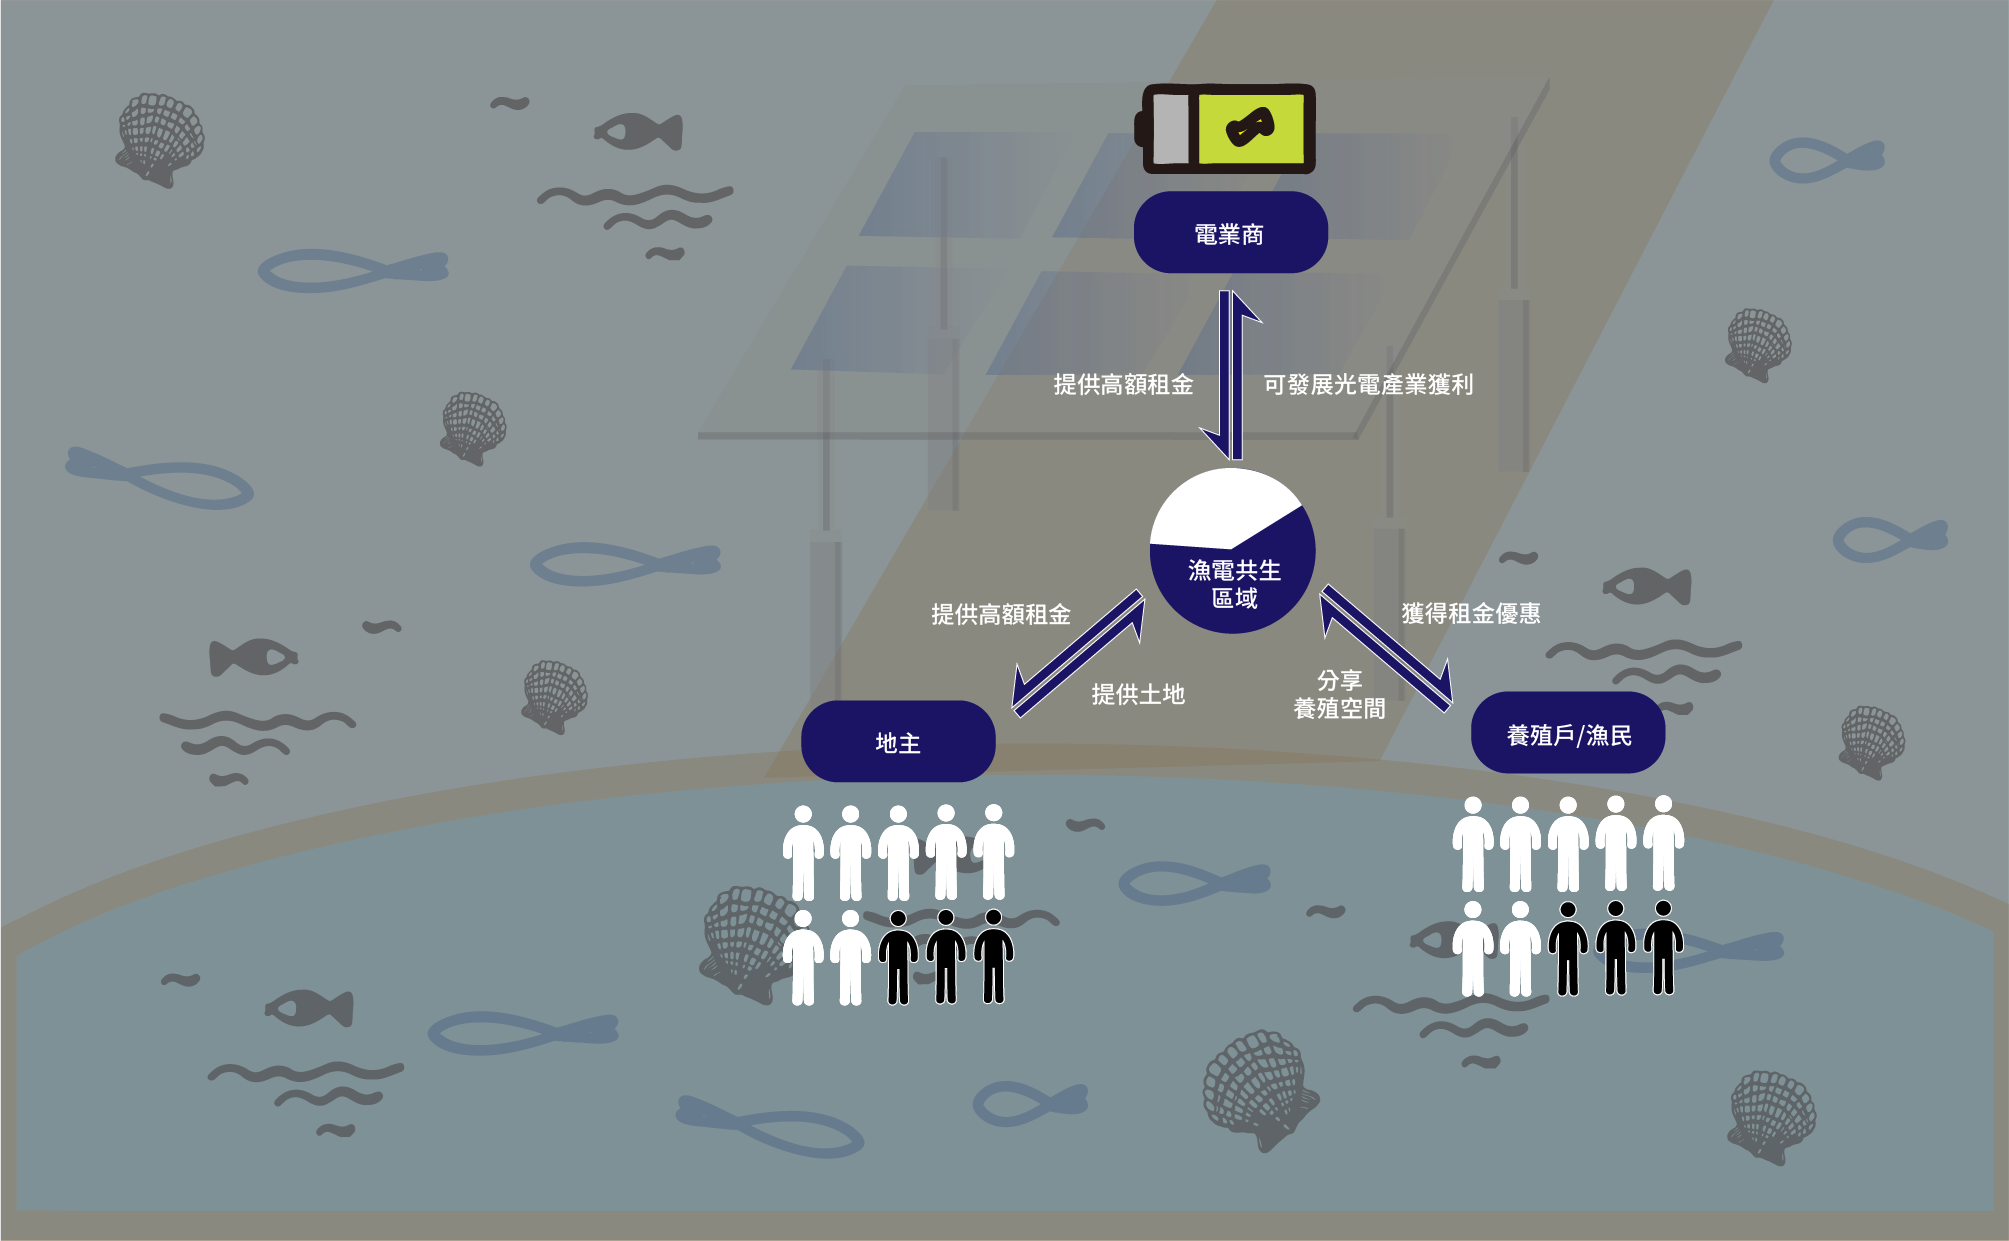 電業商
提供高額租金
可發展光電產業獲利
漁電共生
區域
提供高額租金
獲得租金優惠
提供土地
分享
養殖空間
地主
養殖戶/漁民